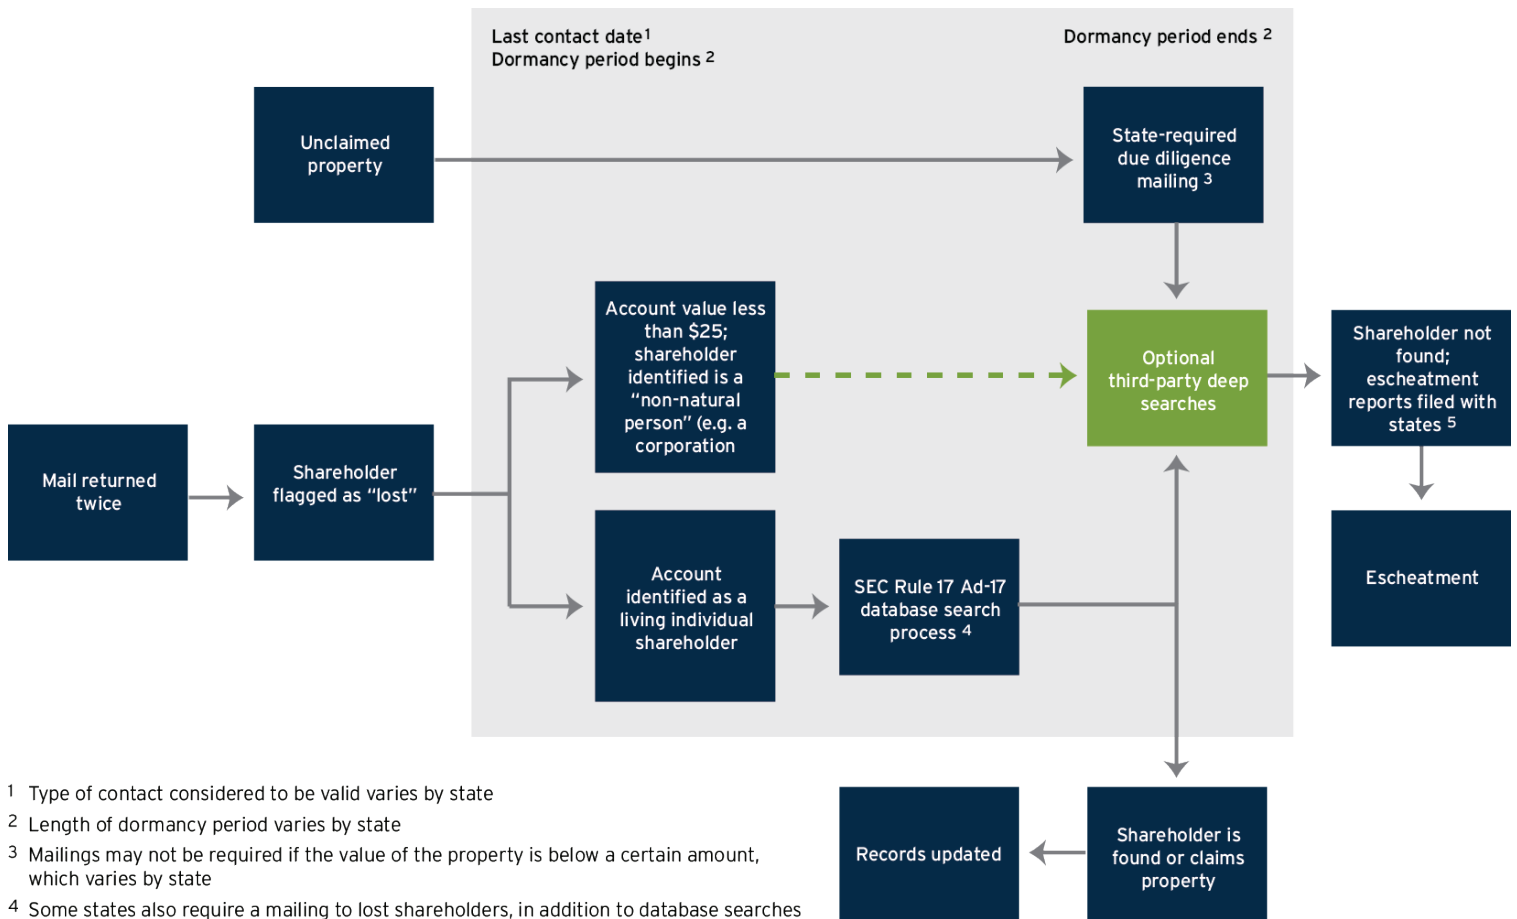 Last contact date 1
Dormancy period begins 2
Dormancy period ends 2
Unclaimed
property
State-required
due diligence
mailing 3
Account value less
than $25;
shareholder
identified is a
“non-natural
person” (e.g. a
corporation
Optional
third-party deep
searches
Shareholder not
found;
escheatment
reports filed with
states 5
Mail returned
twice
Shareholder
flagged as “lost”
Account
identified as a
living individual
shareholder
SEC Rule 17 Ad-17
database search
process 4
Escheatment
Records updated
Shareholder is
found or claims
property
1 Type of contact considered to be valid varies by state
2 Length of dormancy period varies by state
3 Mailings may not be required if the value of the property is below a certain amount,
which varies by state
4 Some states also require a mailing to lost shareholders, in addition to database searches